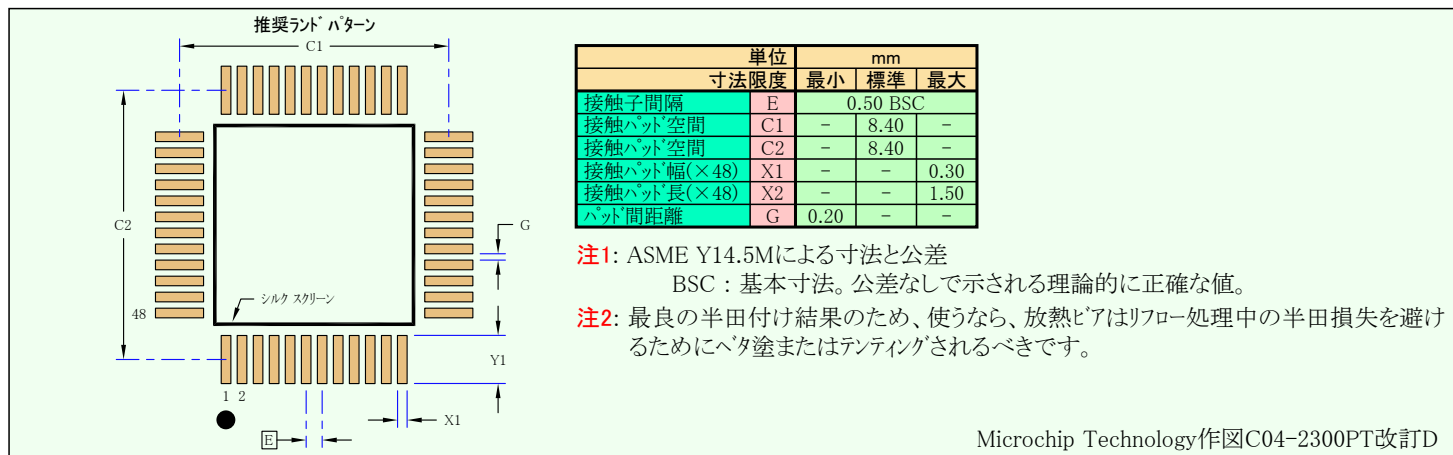 推奨ランド パターン
C1
C2
G
シルク スクリーン
48
Y1
1 2
X1
E
単位 mm
寸法限度 最小 標準 最大
接触子間隔 E 0.50 BSC
接触パッド空間 C1 － 8.40 －
接触パッド空間 C2 － 8.40 －
接触パッド幅(×48) X1 － － 0.30
接触パッド長(×48) X2 － － 1.50
パッド間距離 G 0.20 － －
注1: ASME Y14.5Mによる寸法と公差
BSC : 基本寸法。公差なしで示される理論的に正確な値。
注2: 最良の半田付け結果のため、使うなら、放熱ビアはリフロー処理中の半田損失を避け
るためにベタ塗またはテンティングされるべきです。
Microchip Technology作図C04-2300PT改訂D